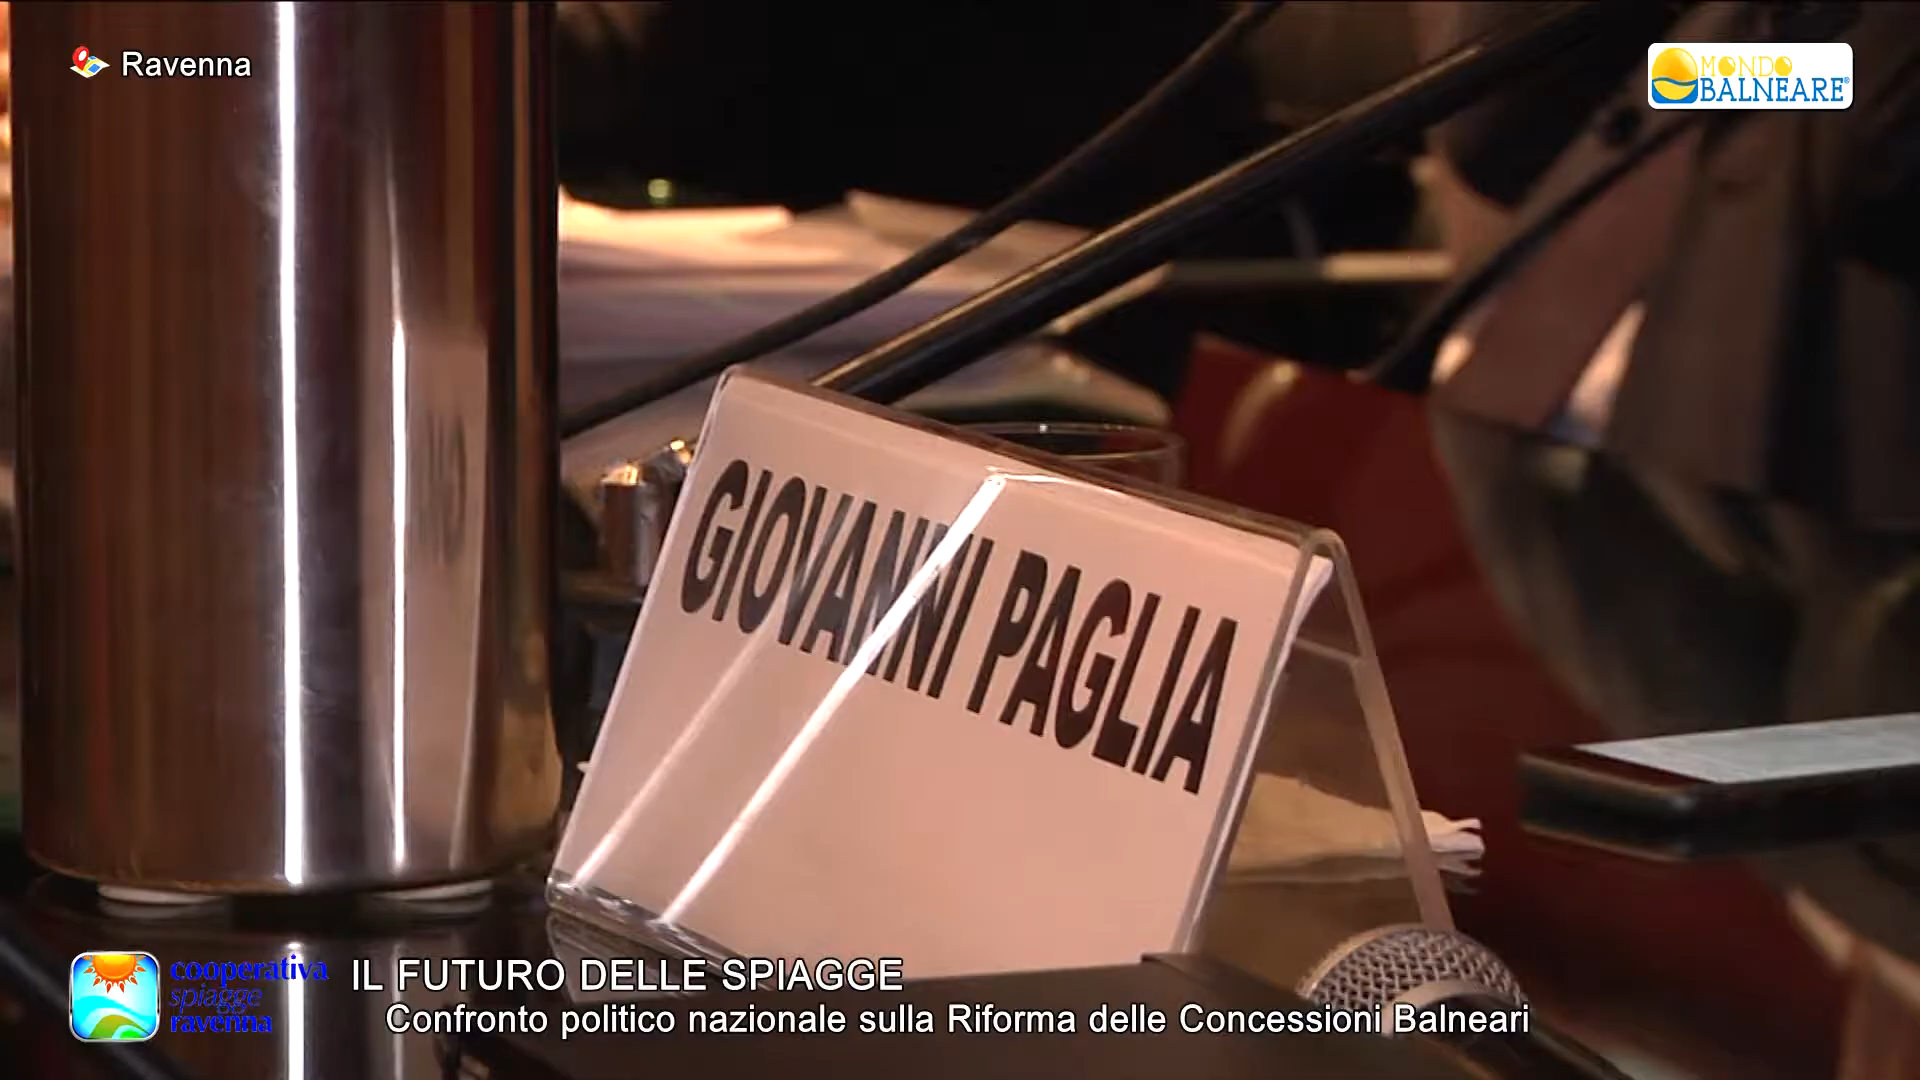 Ravenna
MONDO
BALNEARE®
GIOVANNI PAGLIA
cooperativa
spiagge
ravenna
IL FUTURO DELLE SPIAGGE
Confronto politico nazionale sulla Riforma delle Concessioni Balneari